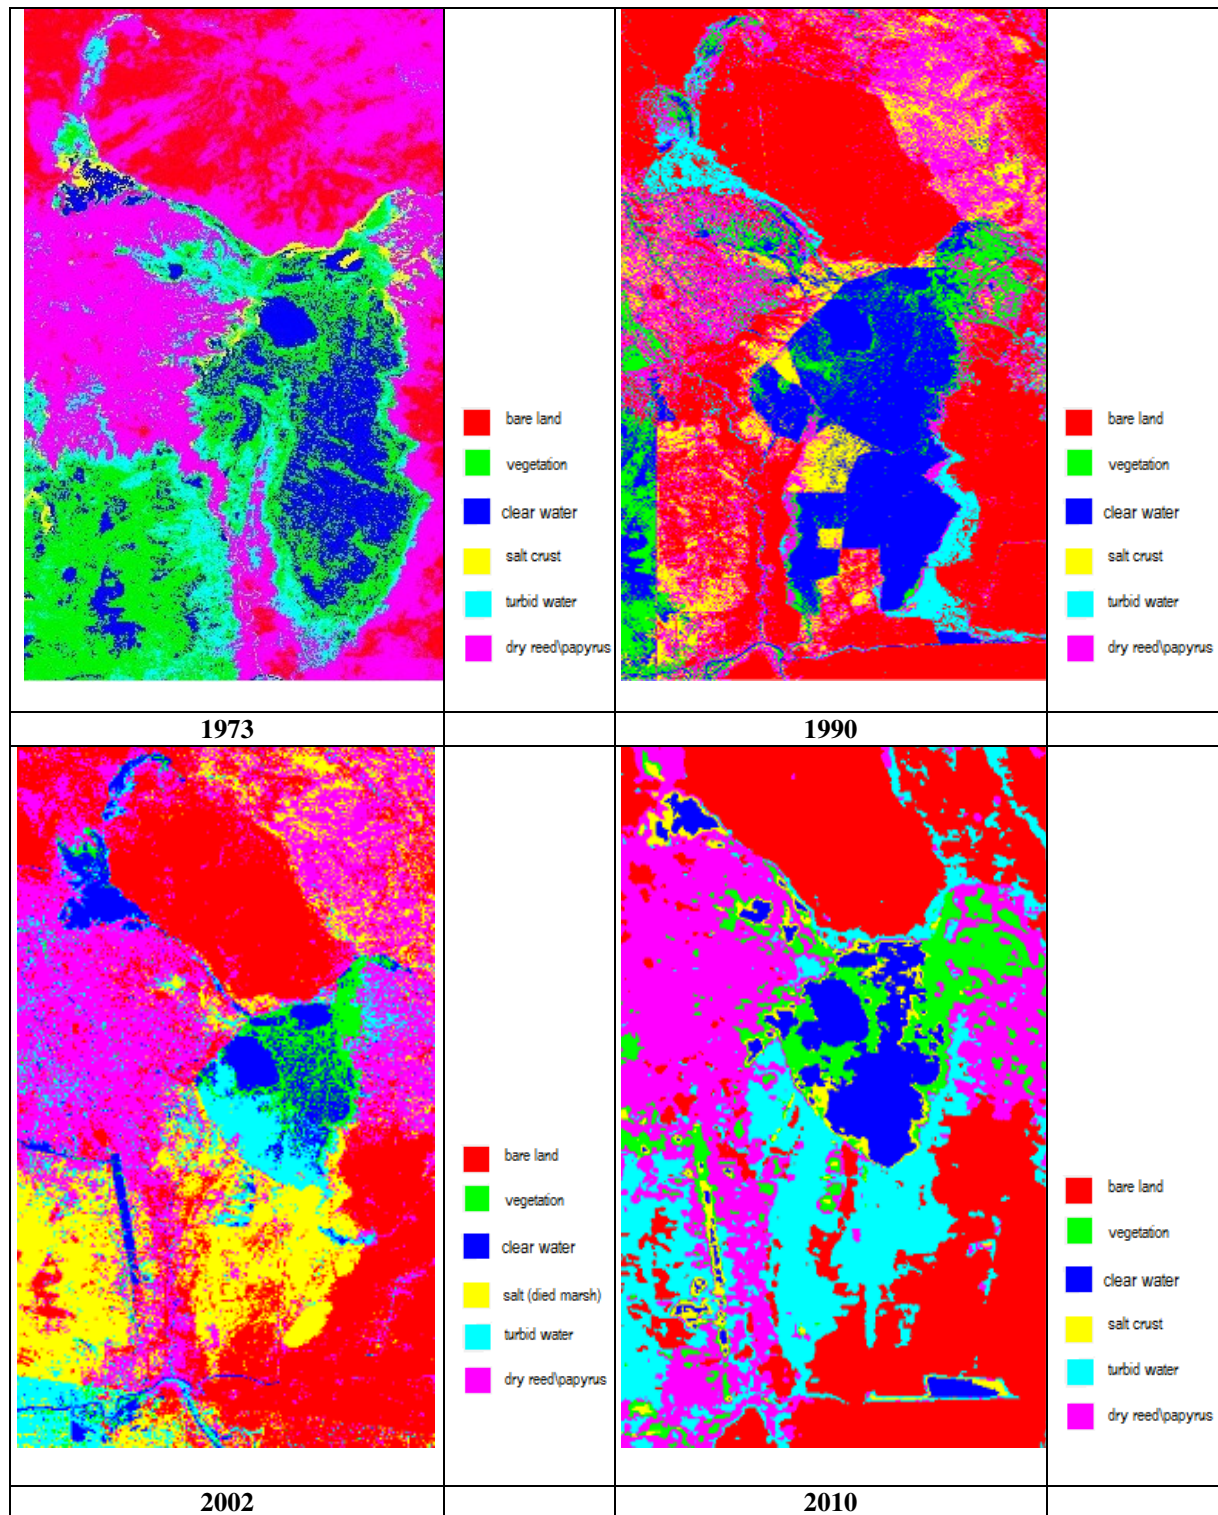 bare land
vegetation
clear water
salt crust
turbid water
dry reed\papyrus
bare land
vegetation
clear water
salt crust
turbid water
dry reed\papyrus
1973
1990
bare land
vegetation
clear water
salt (died marsh)
turbid water
dry reed\papyrus
bare land
vegetation
clear water
salt crust
turbid water
dry reed\papyrus
2002
2010